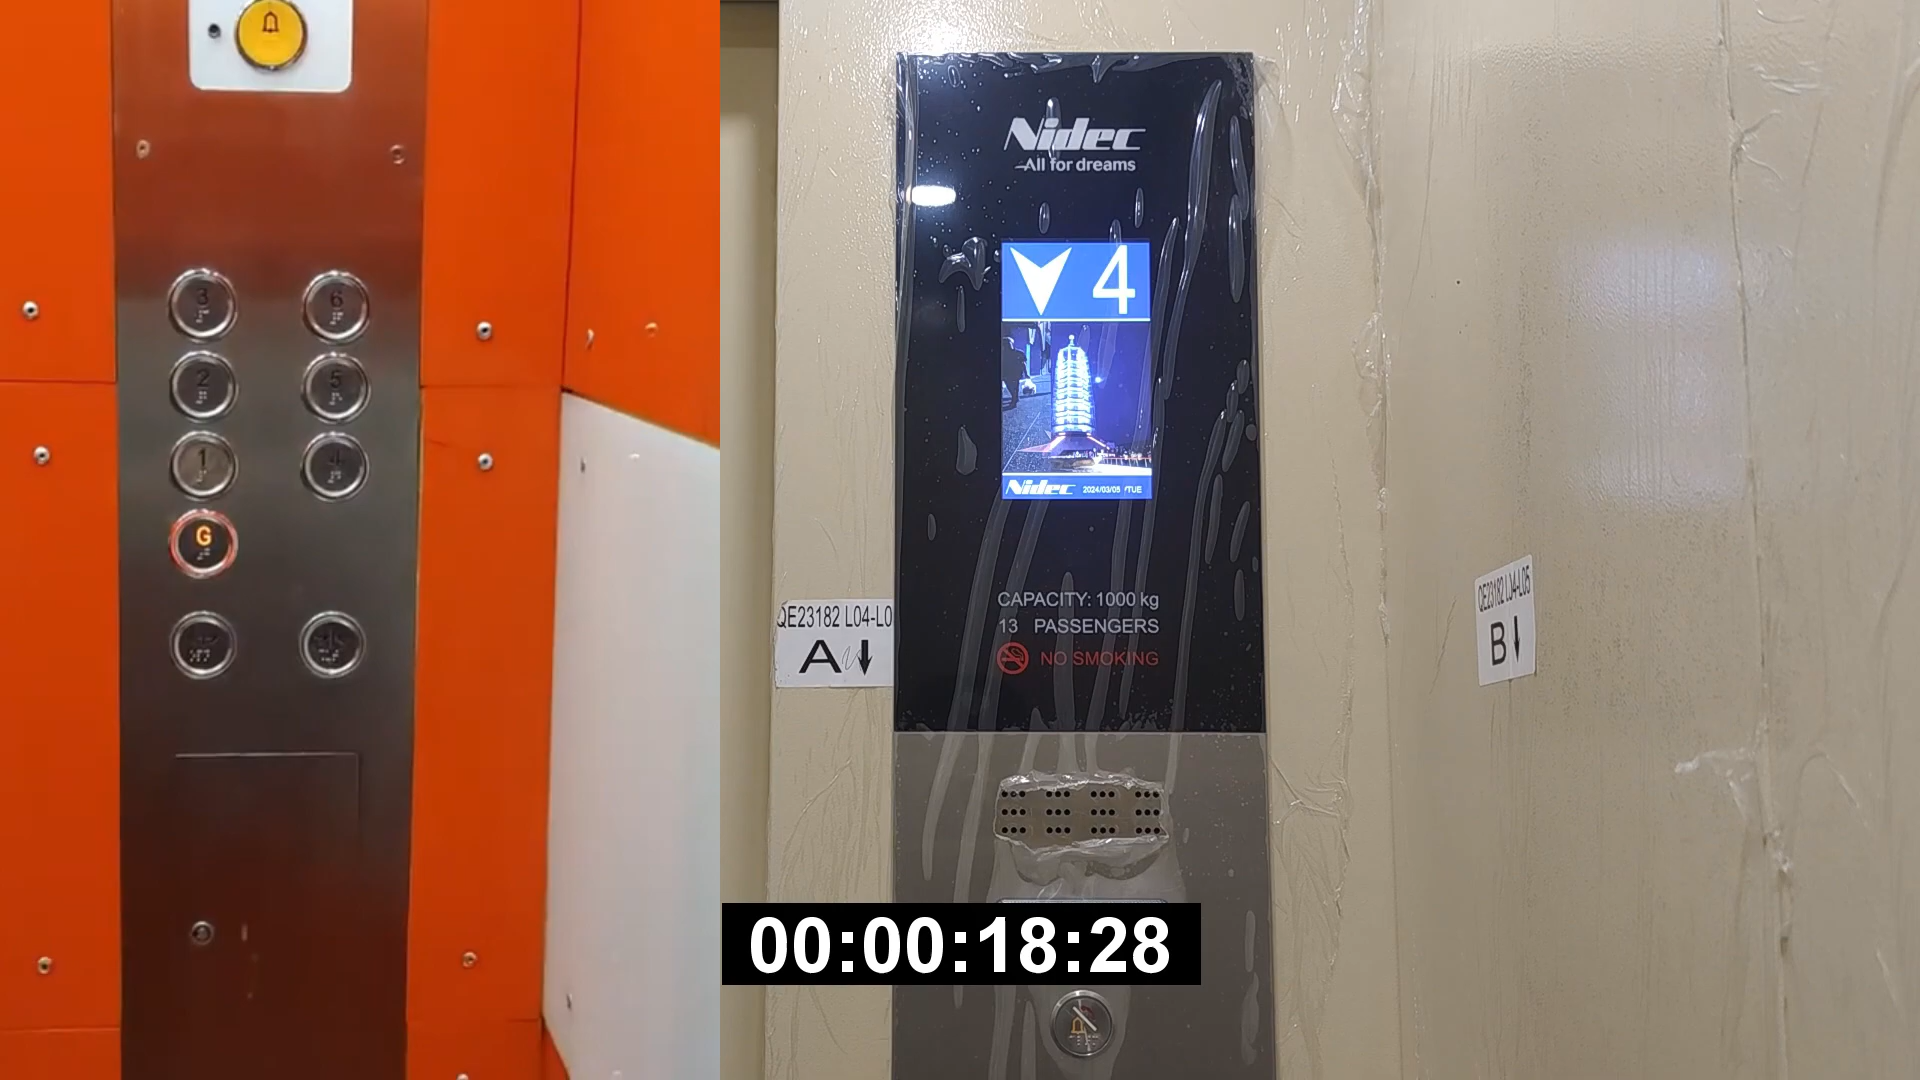 3 6
2 5
1 4
G
Nidec
All for dreams
4
Nidec 2024/03/05 /TUE
CAPACITY: 1000 kg
13 PASSENGERS
NO SMOKING
QE23182 L04-L0
A
QE23182 L04-L05
B
00:00:18:28